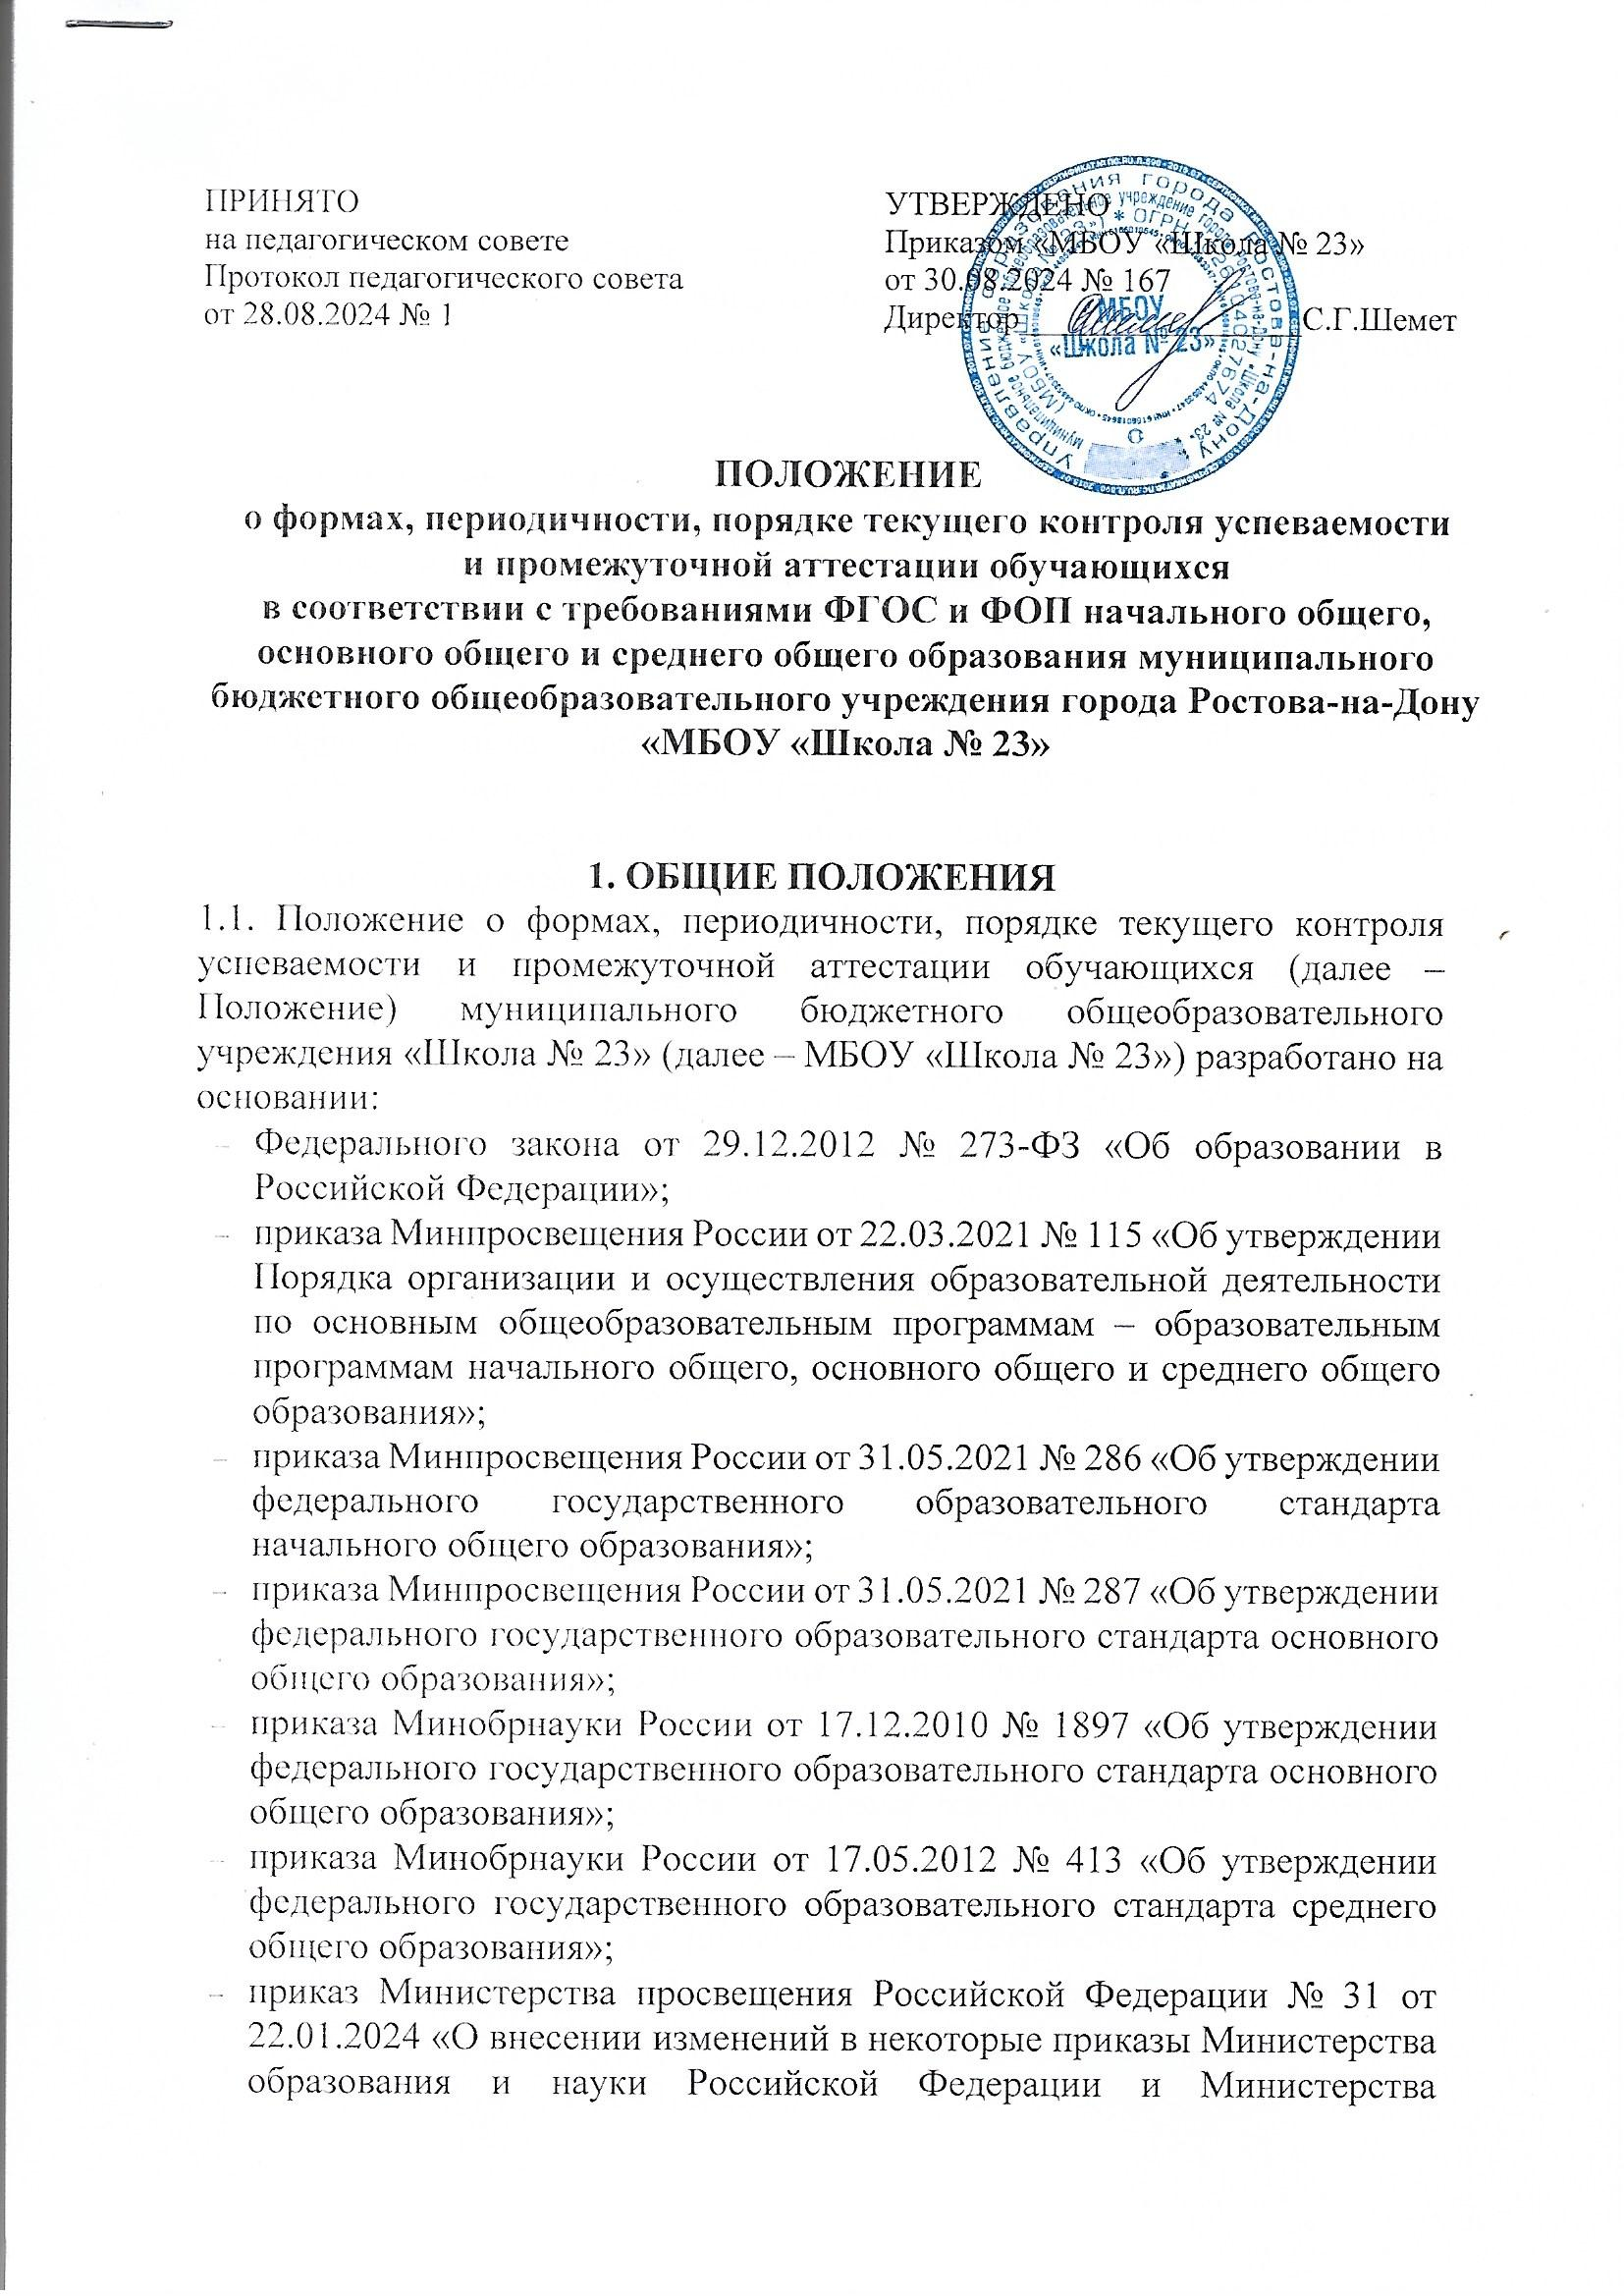 ПРИНЯТО
на педагогическом совете
Протокол педагогического совета
от 28.08.2024 № 1
УТВЕРЖДЕНО
Приказом «МБОУ «Школа № 23»
от 30.08.2024 № 167
Директор С.Г.Шемет
МБОУ
«Школа № 23»
ПОЛОЖЕНИЕ
о формах, периодичности, порядке текущего контроля успеваемости
и промежуточной аттестации обучающихся
в соответствии с требованиями ФГОС и ФОП начального общего,
основного общего и среднего общего образования муниципального
бюджетного общеобразовательного учреждения города Ростова-на-Дону
«МБОУ «Школа № 23»
1. ОБЩИЕ ПОЛОЖЕНИЯ
1.1. Положение о формах, периодичности, порядке текущего контроля
успеваемости и промежуточной аттестации обучающихся (далее –
Положение) муниципального бюджетного общеобразовательного
учреждения «Школа № 23» (далее – МБОУ «Школа № 23») разработано на
основании:
- Федерального закона от 29.12.2012 № 273-ФЗ «Об образовании в
Российской Федерации»;
- приказа Минпросвещения России от 22.03.2021 № 115 «Об утверждении
Порядка организации и осуществления образовательной деятельности
по основным общеобразовательным программам – образовательным
программам начального общего, основного общего и среднего общего
образования»;
- приказа Минпросвещения России от 31.05.2021 № 286 «Об утверждении
федерального государственного образовательного стандарта
начального общего образования»;
- приказа Минпросвещения России от 31.05.2021 № 287 «Об утверждении
федерального государственного образовательного стандарта основного
общего образования»;
- приказа Минобрнауки России от 17.12.2010 № 1897 «Об утверждении
федерального государственного образовательного стандарта основного
общего образования»;
- приказа Минобрнауки России от 17.05.2012 № 413 «Об утверждении
федерального государственного образовательного стандарта среднего
общего образования»;
- приказ Министерства просвещения Российской Федерации № 31 от
22.01.2024 «О внесении изменений в некоторые приказы Министерства
образования и науки Российской Федерации и Министерства